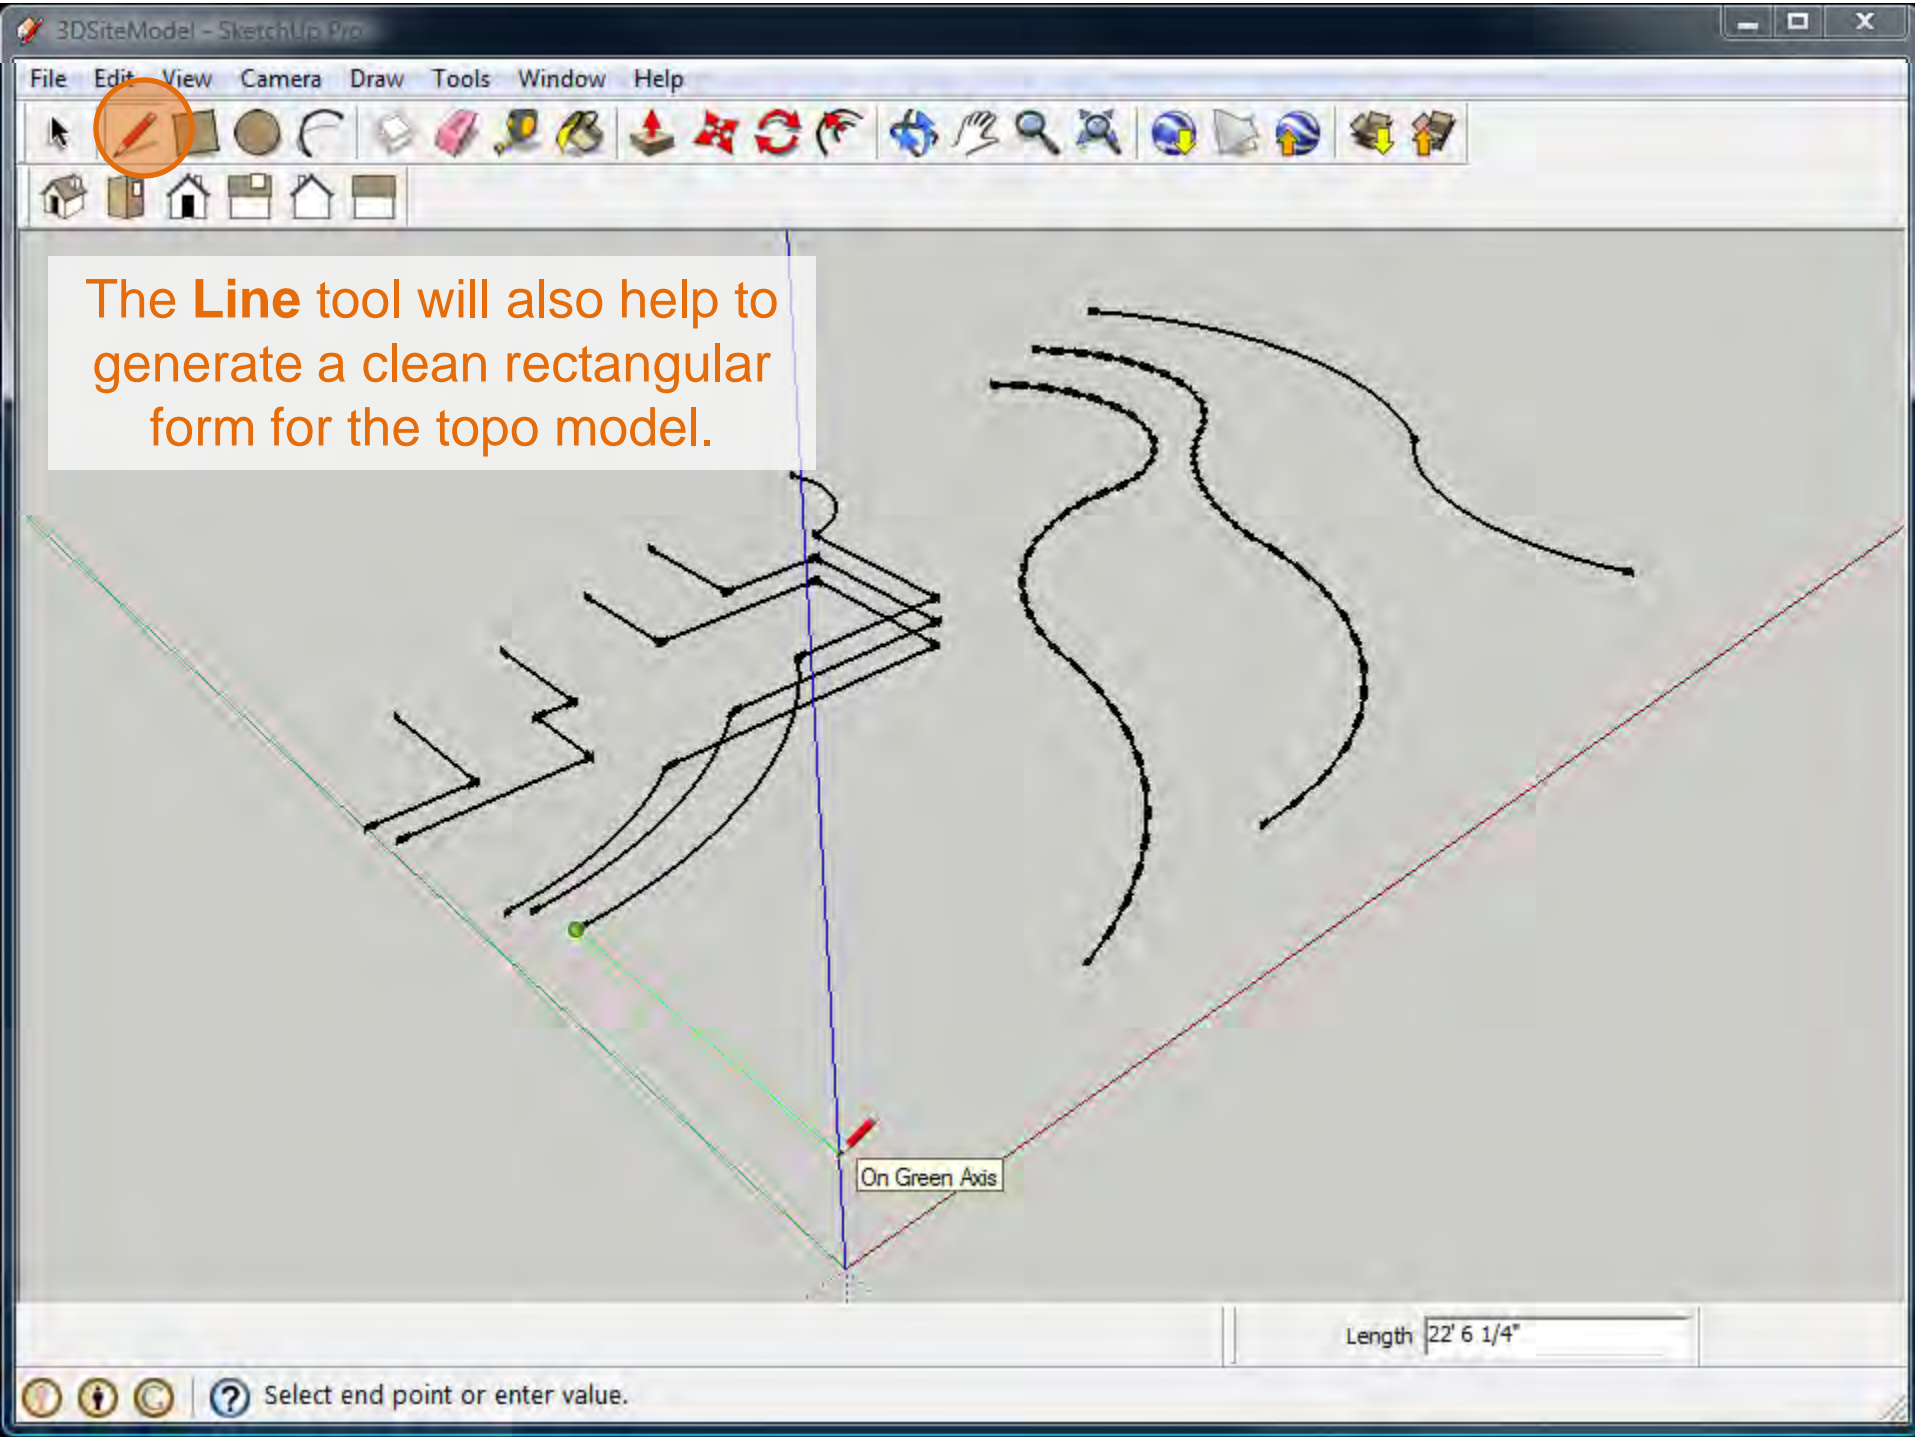 3DSiteModel - SketchUp Pro
File Edit View Camera Draw Tools Window Help
The Line tool will also help to
generate a clean rectangular
form for the topo model.
On Green Axis
Length 22' 6 1/4"
Select end point or enter value.